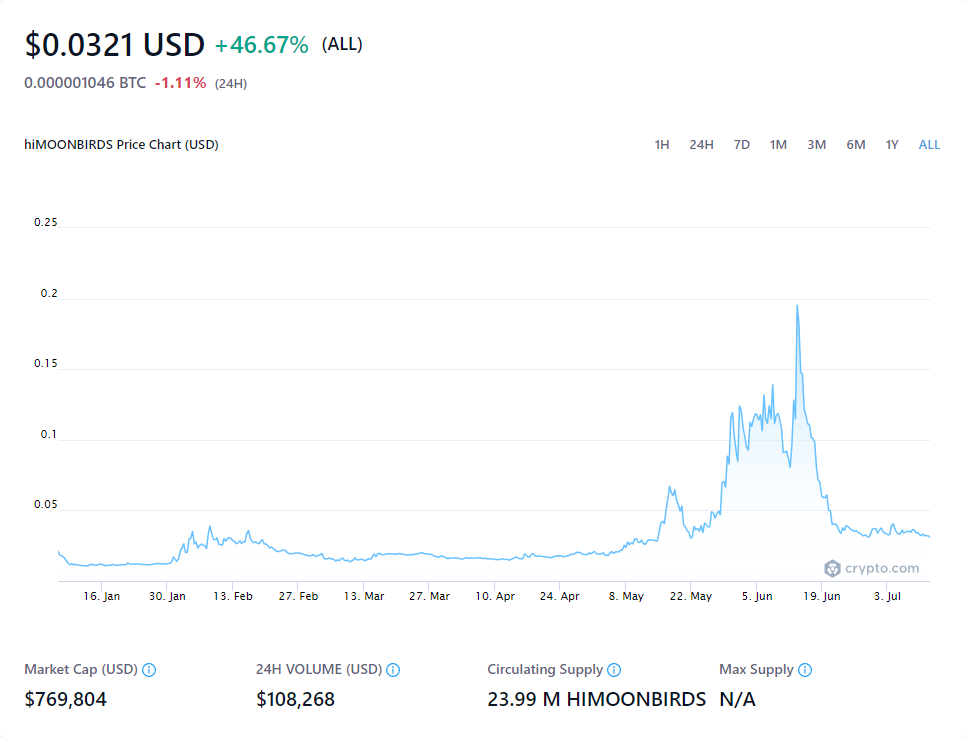 $0.0321 USD +46.67% (ALL)
0.000001046 BTC -1.11% (24H)
hiMOONBIRDS Price Chart (USD) 1H 24H 7D 1M 3M 6M 1Y ALL
0.25
0.2
0.15
0.1
0.05
crypto.com
16. Jan 30. Jan 13. Feb 27. Feb 13. Mar 27. Mar 10. Apr 24. Apr 8. May 22. May 5. Jun 19. Jun 3. Jul
Market Cap (USD) 24H VOLUME (USD) Circulating Supply Max Supply
$769,804 $108,268 23.99 M HIMOONBIRDS N/A